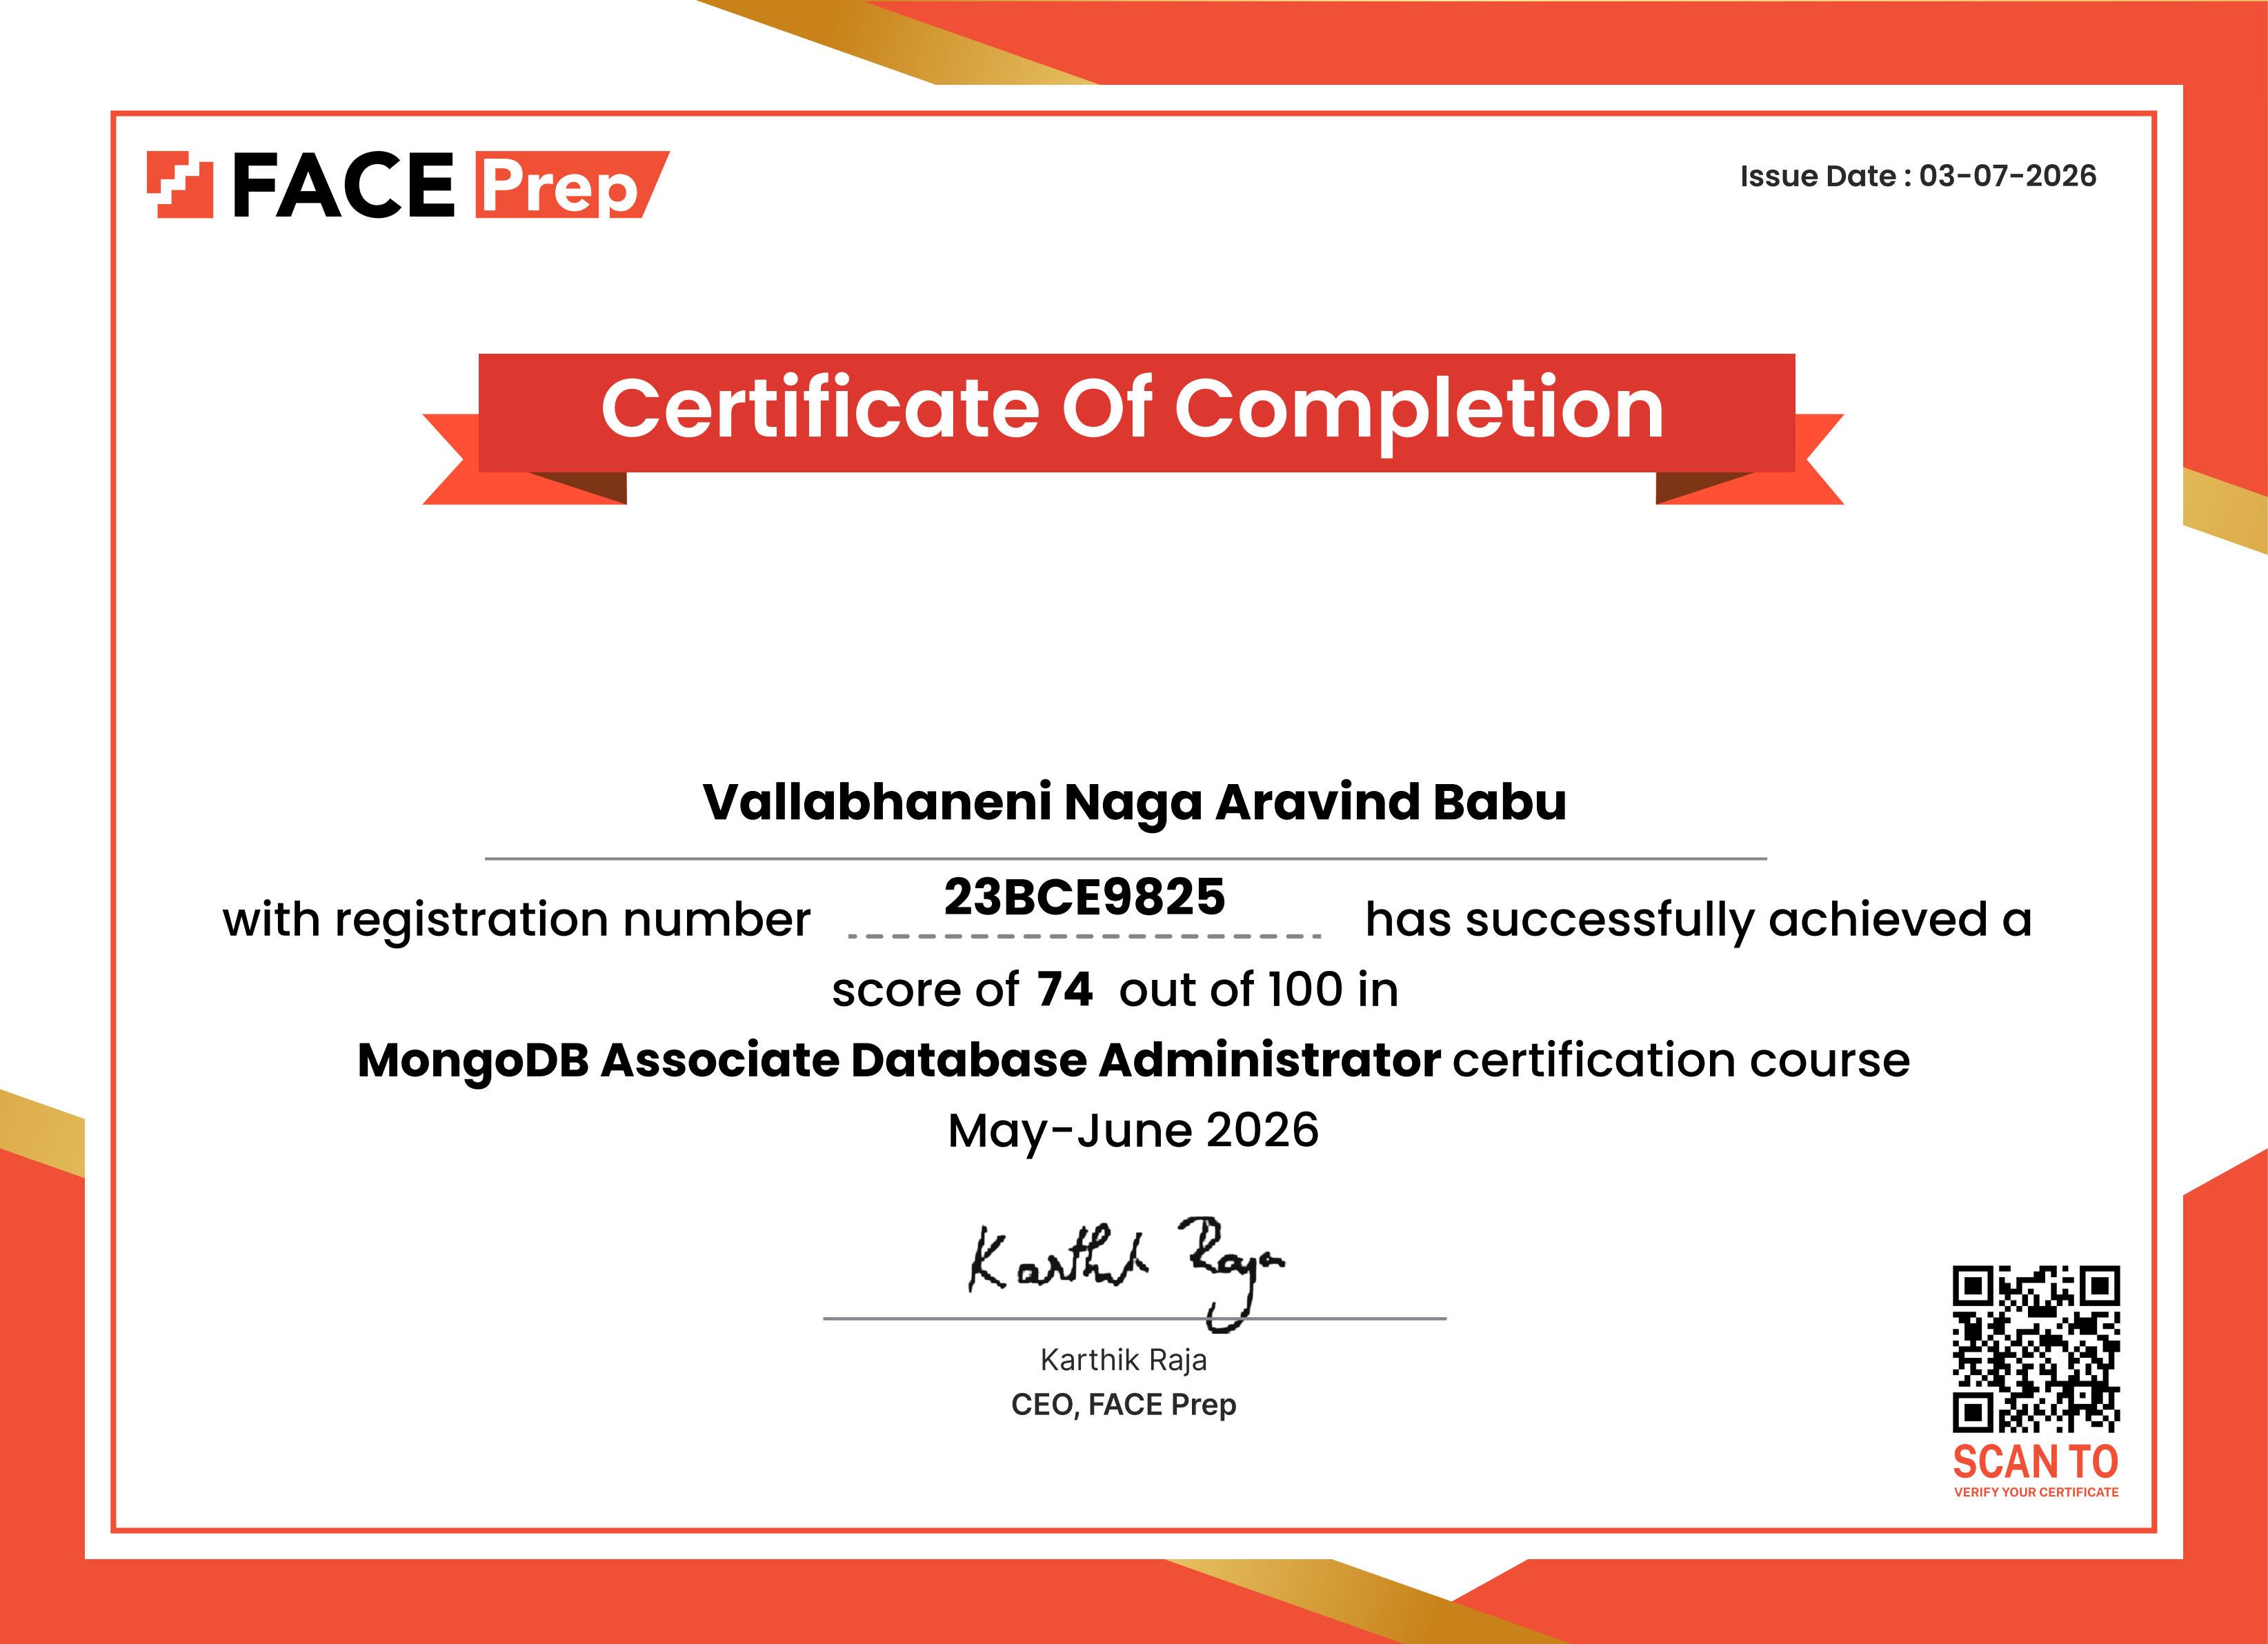 FACE Prep
Issue Date : 03-07-2026
Certificate Of Completion
Vallabhaneni Naga Aravind Babu
with registration number 23BCE9825 has successfully achieved a
score of 74 out of 100 in
MongoDB Associate Database Administrator certification course
May-June 2026
Karthik Raja
Karthik Raja
CEO, FACE Prep
SCAN TO
VERIFY YOUR CERTIFICATE